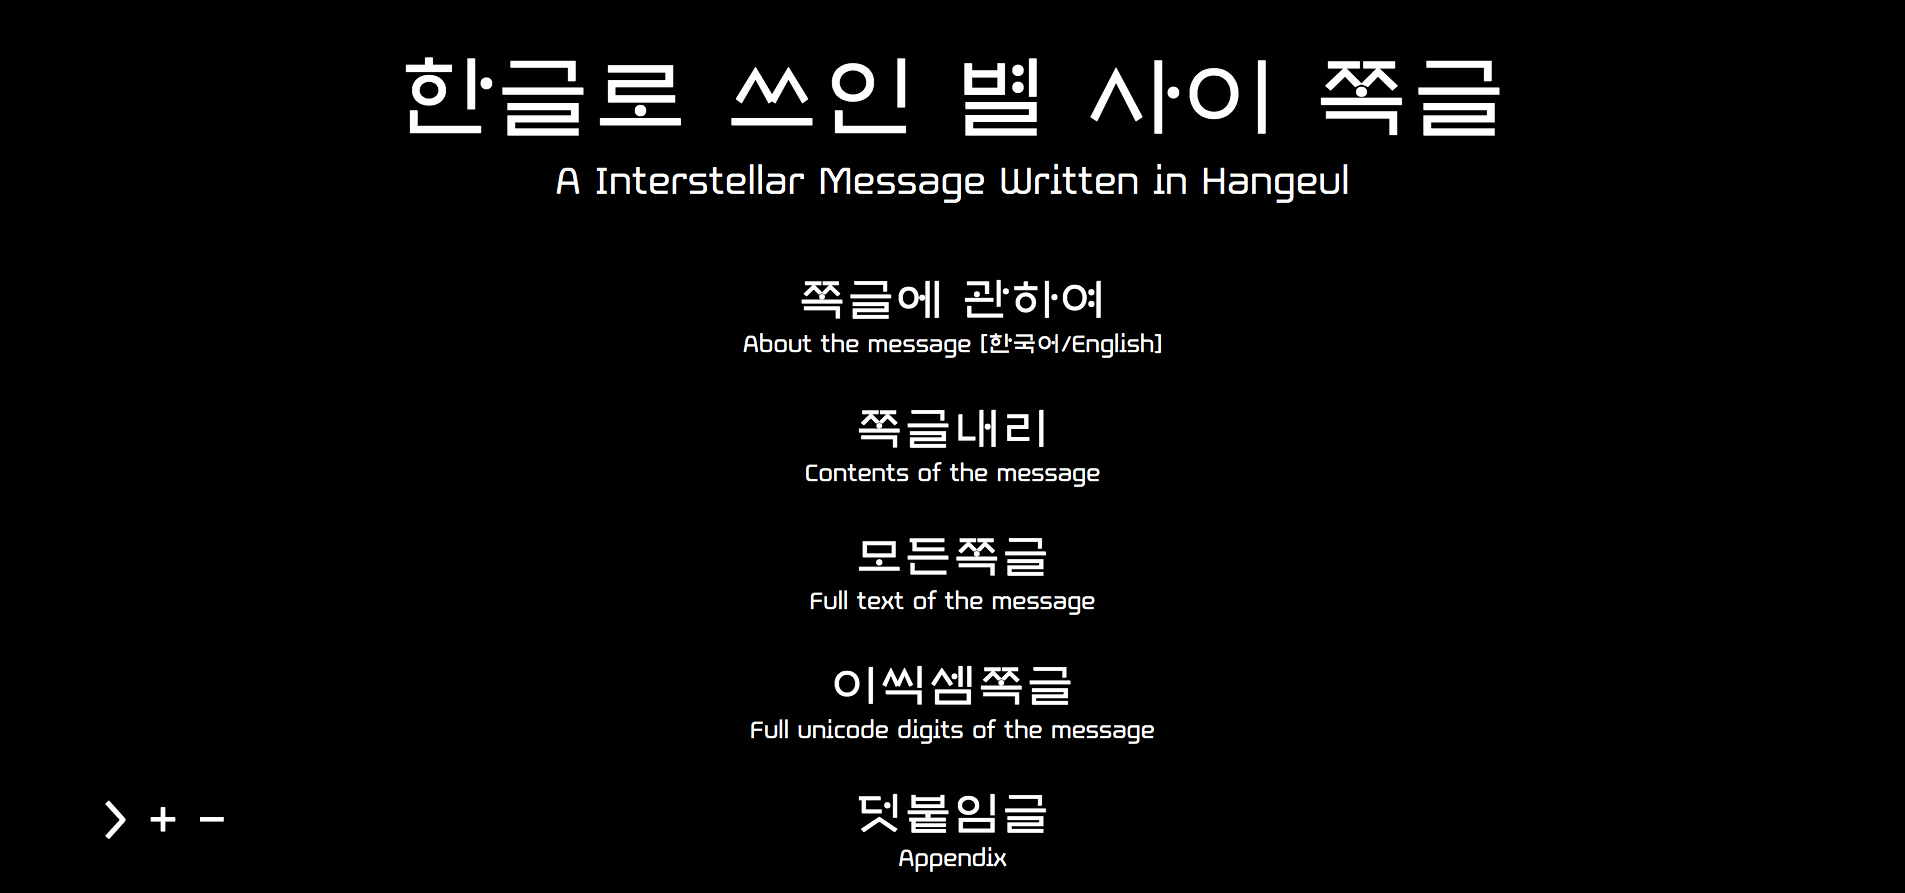 한글로 쓰인 별 사이 쪽글
A Interstellar Message Written in Hangeul
쪽글에 관하여
About the message [한국어/English]
쪽글내리
Contents of the message
모든쪽글
Full text of the message
이씩셈쪽글
Full unicode digits of the message
덧붙임글
Appendix
> + -